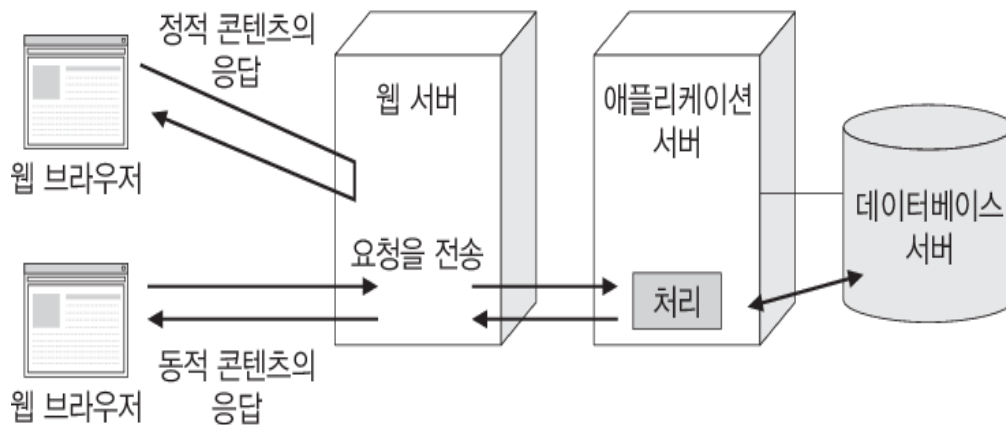 정적 콘텐츠의
응답
웹 브라우저
웹 서버
애플리케이션
서버
데이터베이스
서버
요청을 전송
처리
동적 콘텐츠의
응답
웹 브라우저